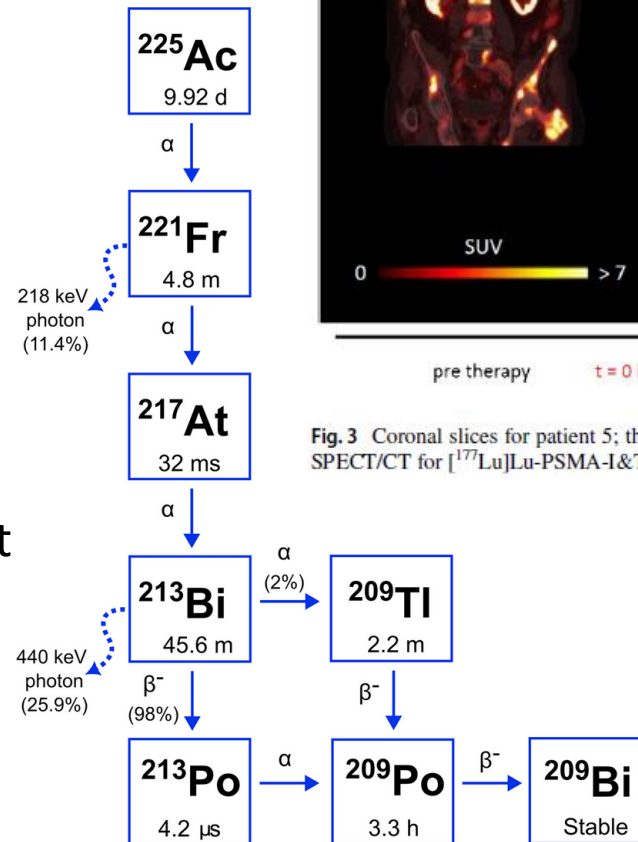 225Ac
9.92 d
α
221Fr
4.8 m
218 keV
photon
(11.4%)
α
217At
32 ms
α
213Bi
45.6 m
α
(2%)
209Tl
2.2 m
440 keV
photon
(25.9%)
β-
(98%)
β-
213Po
4.2 µs
α
209Po
3.3 h
β-
209Bi
Stable
SUV
0
> 7
pre therapy
t = 0
Fig. 3 Coronal slices for patient 5; th
SPECT/CT for [177Lu]Lu-PSMA-I&T
t